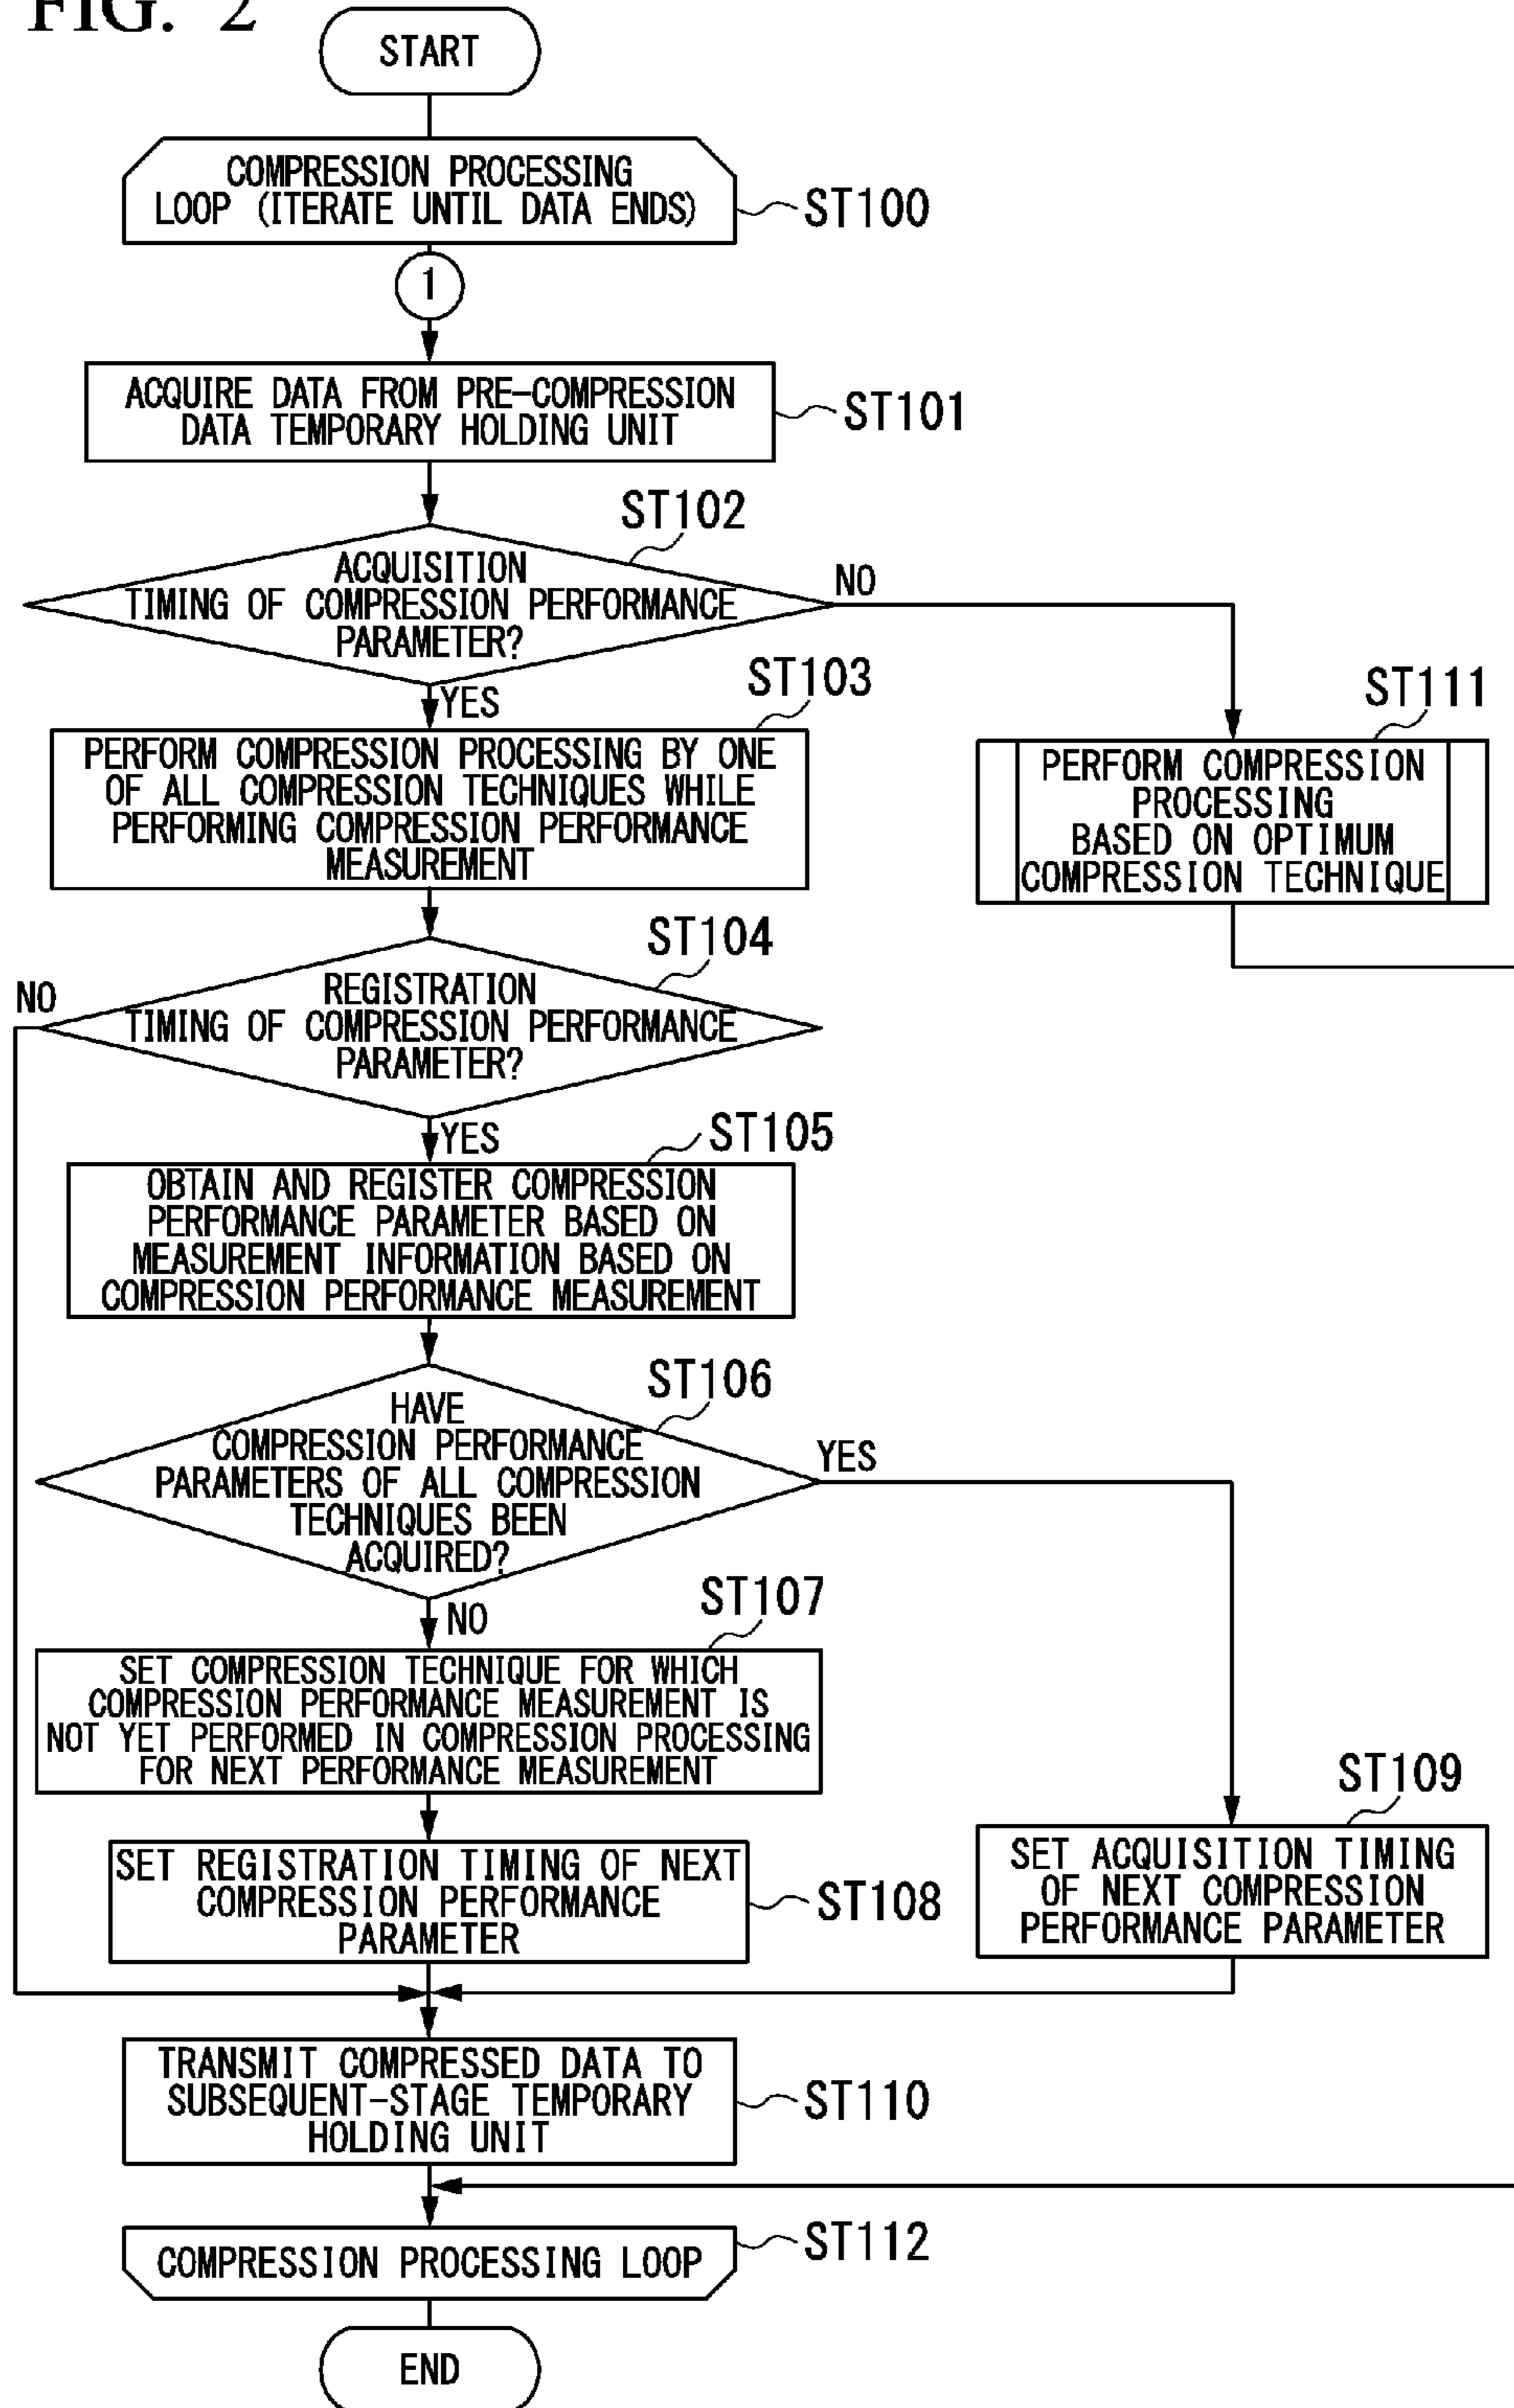 FIG. 2
START
COMPRESSION PROCESSING
LOOP (ITERATE UNTIL DATA ENDS)
ST100
1
ACQUIRE DATA FROM PRE-COMPRESSION
DATA TEMPORARY HOLDING UNIT
ST101
ST102
ACQUISITION
TIMING OF COMPRESSION PERFORMANCE
PARAMETER?
NO
YES
ST103
PERFORM COMPRESSION PROCESSING BY ONE
OF ALL COMPRESSION TECHNIQUES WHILE
PERFORMING COMPRESSION PERFORMANCE
MEASUREMENT
ST111
PERFORM COMPRESSION
PROCESSING
BASED ON OPTIMUM
COMPRESSION TECHNIQUE
ST104
NO
REGISTRATION
TIMING OF COMPRESSION PERFORMANCE
PARAMETER?
YES
ST105
OBTAIN AND REGISTER COMPRESSION
PERFORMANCE PARAMETER BASED ON
MEASUREMENT INFORMATION BASED ON
COMPRESSION PERFORMANCE MEASUREMENT
ST106
HAVE
COMPRESSION PERFORMANCE
PARAMETERS OF ALL COMPRESSION
TECHNIQUES BEEN
ACQUIRED?
YES
NO
ST107
SET COMPRESSION TECHNIQUE FOR WHICH
COMPRESSION PERFORMANCE MEASUREMENT IS
NOT YET PERFORMED IN COMPRESSION PROCESSING
FOR NEXT PERFORMANCE MEASUREMENT
ST109
SET ACQUISITION TIMING
OF NEXT COMPRESSION
PERFORMANCE PARAMETER
SET REGISTRATION TIMING OF NEXT
COMPRESSION PERFORMANCE
PARAMETER
ST108
TRANSMIT COMPRESSED DATA TO
SUBSEQUENT-STAGE TEMPORARY
HOLDING UNIT
ST110
COMPRESSION PROCESSING LOOP
ST112
END